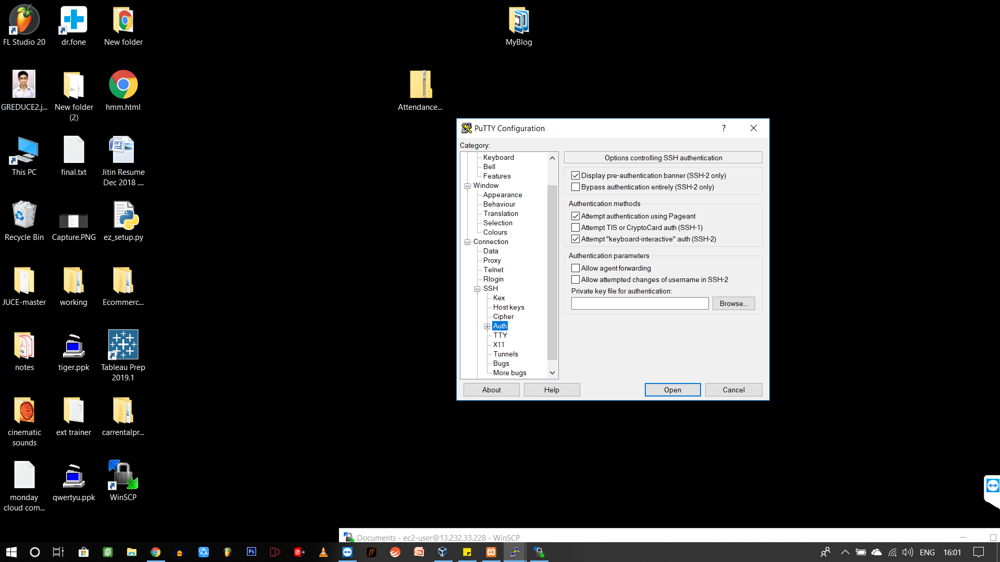 FL Studio 20
dr.fone
New folder
MyBlog
GREDUCE2.j...
New folder
(2)
hmm.html
Attendance...
This PC
final.txt
Jitin Resume
Dec 2018 ....
Recycle Bin
Capture.PNG
ez_setup.py
JUCE-master
working
Ecommerc...
notes
tiger.ppk
Tableau Prep
2019.1
cinematic
sounds
ext trainer
carrentalpr...
monday
cloud com...
qwertyu.ppk
WinSCP
PuTTY Configuration
?
Category:
Keyboard
Bell
Features
Window
Appearance
Behaviour
Translation
Selection
Colours
Connection
Data
Proxy
Telnet
Rlogin
SSH
Kex
Host keys
Cipher
Auth
TTY
X11
Tunnels
Bugs
More bugs
Options controlling SSH authentication
Display pre-authentication banner (SSH-2 only)
Bypass authentication entirely (SSH-2 only)
Authentication methods
Attempt authentication using Pageant
Attempt TIS or CryptoCard auth (SSH-1)
Attempt "keyboard-interactive" auth (SSH-2)
Authentication parameters
Allow agent forwarding
Allow attempted changes of username in SSH-2
Private key file for authentication:
Browse...
About
Help
Open
Cancel
Documents - ec2-user@13.232.33.228 - WinSCP
Ps
ENG
16:01